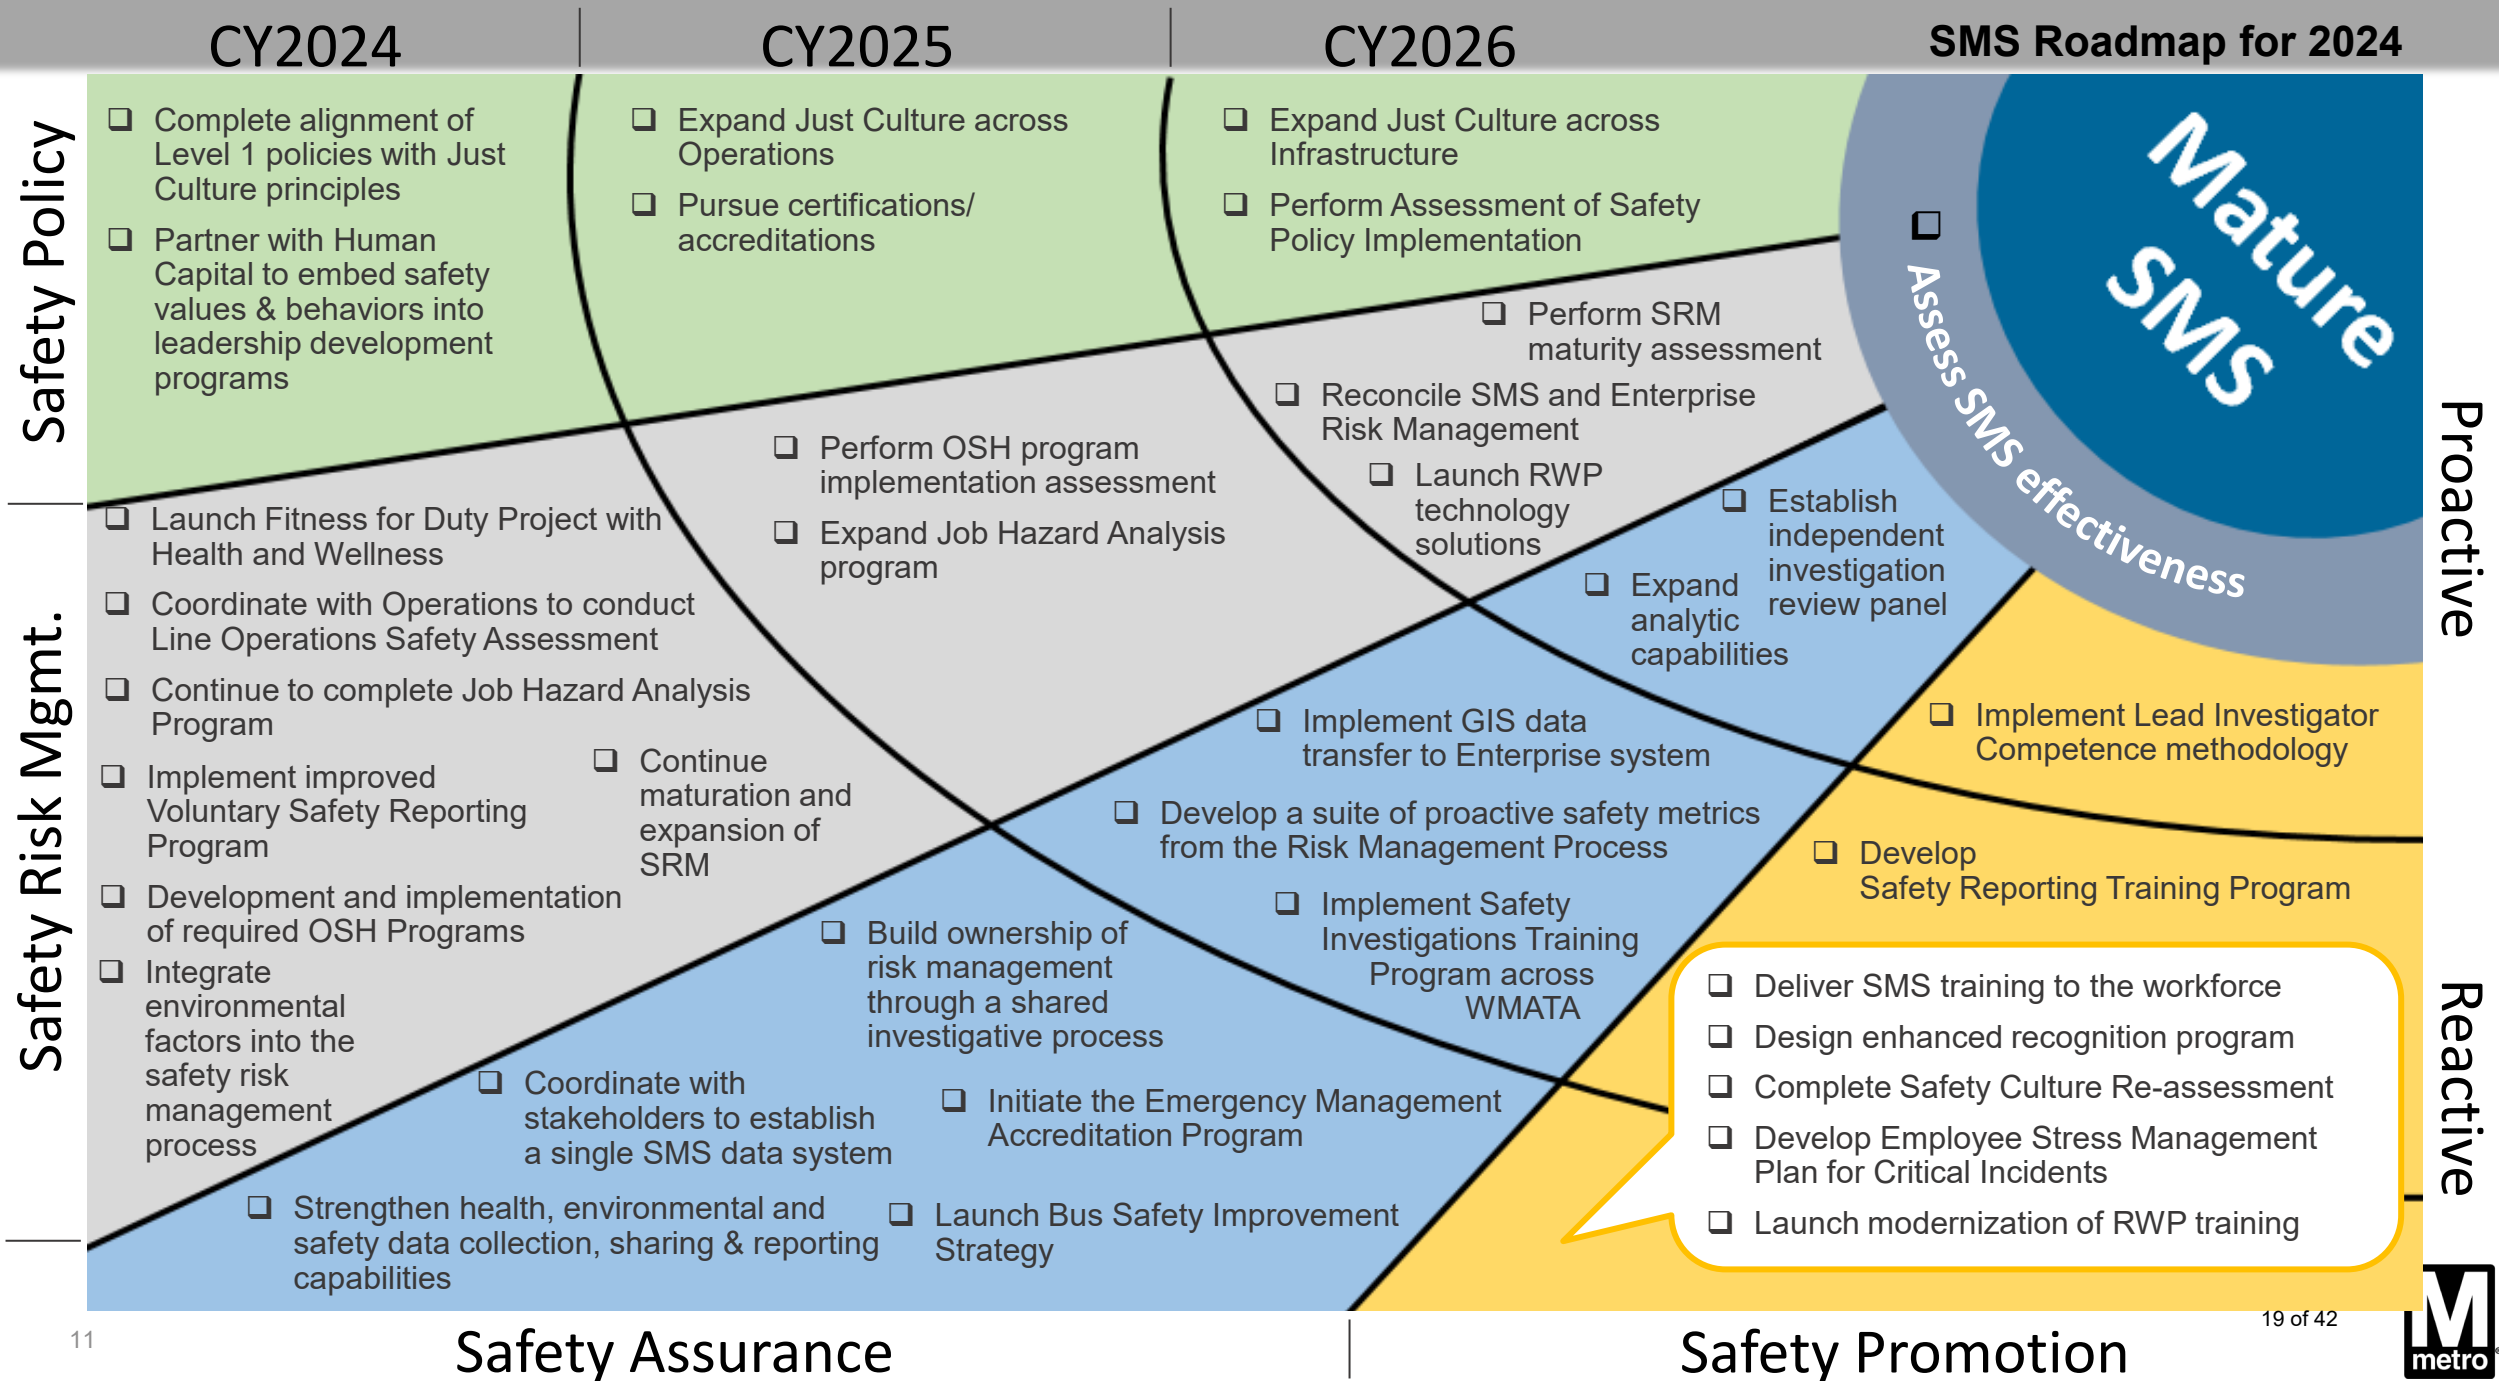 CY2024
CY2025
CY2026
SMS Roadmap for 2024
Safety Policy
Safety Risk Mgmt.
❑ Complete alignment of
Level 1 policies with Just
Culture principles
❑ Partner with Human
Capital to embed safety
values & behaviors into
leadership development
programs
❑ Expand Just Culture across
Operations
❑ Pursue certifications/
accreditations
❑ Expand Just Culture across
Infrastructure
❑ Perform Assessment of Safety
Policy Implementation
❑ Launch Fitness for Duty Project with
Health and Wellness
❑ Coordinate with Operations to conduct
Line Operations Safety Assessment
❑ Continue to complete Job Hazard Analysis
Program
❑ Implement improved
Voluntary Safety Reporting
Program
❑ Continue
maturation and
expansion of
SRM
❑ Development and implementation
of required OSH Programs
❑ Integrate
environmental
factors into the
safety risk
management
process
❑ Perform OSH program
implementation assessment
❑ Expand Job Hazard Analysis
program
❑ Perform SRM
maturity assessment
❑ Reconcile SMS and Enterprise
Risk Management
❑ Launch RWP
technology
solutions
❑ Build ownership of
risk management
through a shared
investigative process
❑ Coordinate with
stakeholders to establish
a single SMS data system
❑ Initiate the Emergency Management
Accreditation Program
❑ Strengthen health, environmental and
safety data collection, sharing & reporting
capabilities
❑ Launch Bus Safety Improvement
Strategy
❑ Implement GIS data
transfer to Enterprise system
❑ Develop a suite of proactive safety metrics
from the Risk Management Process
❑ Implement Safety
Investigations Training
Program across
WMATA
❑ Establish
independent
investigation
review panel
❑ Expand
analytic
capabilities
❑ Implement Lead Investigator
Competence methodology
❑ Develop
Safety Reporting Training Program
❑ Deliver SMS training to the workforce
❑ Design enhanced recognition program
❑ Complete Safety Culture Re-assessment
❑ Develop Employee Stress Management
Plan for Critical Incidents
❑ Launch modernization of RWP training
❑ Assess SMS effectiveness
Mature
SMS
Proactive
Reactive
11
Safety Assurance
Safety Promotion
19 of 42
M
metro